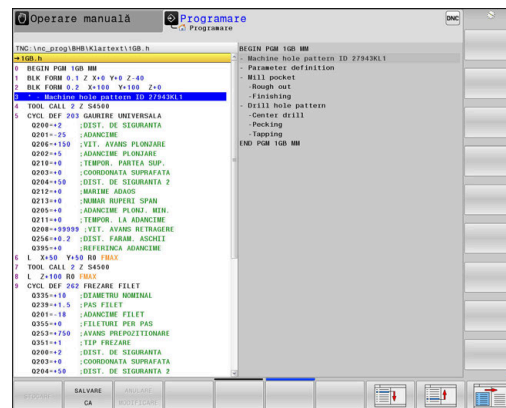 Operare manuală
Programare
Programare
DNC
TNC:\nc_prog\BHB\Klartext\1GB.h
→1GB.h
0 BEGIN PGM 1GB MM
1 BLK FORM 0.1 Z X+0 Y+0 Z-40
2 BLK FORM 0.2 X+100 Y+100 Z+0
3 * - Machine hole pattern ID 27943KL1
4 TOOL CALL 2 Z S4500
5 CYCL DEF 203 GAURIRE UNIVERSALA
Q200=+2 ;DIST. DE SIGURANTA
Q201=-25 ;ADANCIME
Q206=+150 ;VIT. AVANS PLONJARE
Q202=+5 ;ADANCIME PLONJARE
Q210=+0 ;TEMPOR. PARTEA SUP.
Q203=+0 ;COORDONATA SUPRAFATA
Q204=+50 ;DIST. DE SIGURANTA 2
Q212=+0 ;MARIME ADAOS
Q213=+0 ;NUMAR RUPERI SPAN
Q205=+0 ;ADANCIME PLONJ. MIN.
Q211=+0 ;TEMPOR. LA ADANCIME
Q208=+99999 ;VIT. AVANS RETRAGERE
Q256=+0.2 ;DIST. FARAM. ASCHII
Q395=+0 ;REFERINCA ADANCIME
6 L X+50 Y+50 R0 FMAX
7 TOOL CALL 2 Z S4500
8 L Z+100 R0 FMAX
9 CYCL DEF 262 FREZARE FILET
Q335=+10 ;DIAMETRU NOMINAL
Q239=+1.5 ;PAS FILET
Q201=-18 ;ADANCIME FILET
Q355=+0 ;FILETURI PER PAS
Q253=+750 ;AVANS PREPOZITIONARE
Q351=+1 ;TIP FREZARE
Q200=+2 ;DIST. DE SIGURANTA
Q203=+0 ;COORDONATA SUPRAFATA
Q204=+50 ;DIST. DE SIGURANTA 2
BEGIN PGM 1GB MM
- Machine hole pattern ID 27943KL1
- Parameter definition
- Mill pocket
-Rough out
-Finishing
- Drill hole pattern
-Center drill
-Pecking
-Tapping
END PGM 1GB MM
SALVARE
CA
ANULARE
MODIFICARE